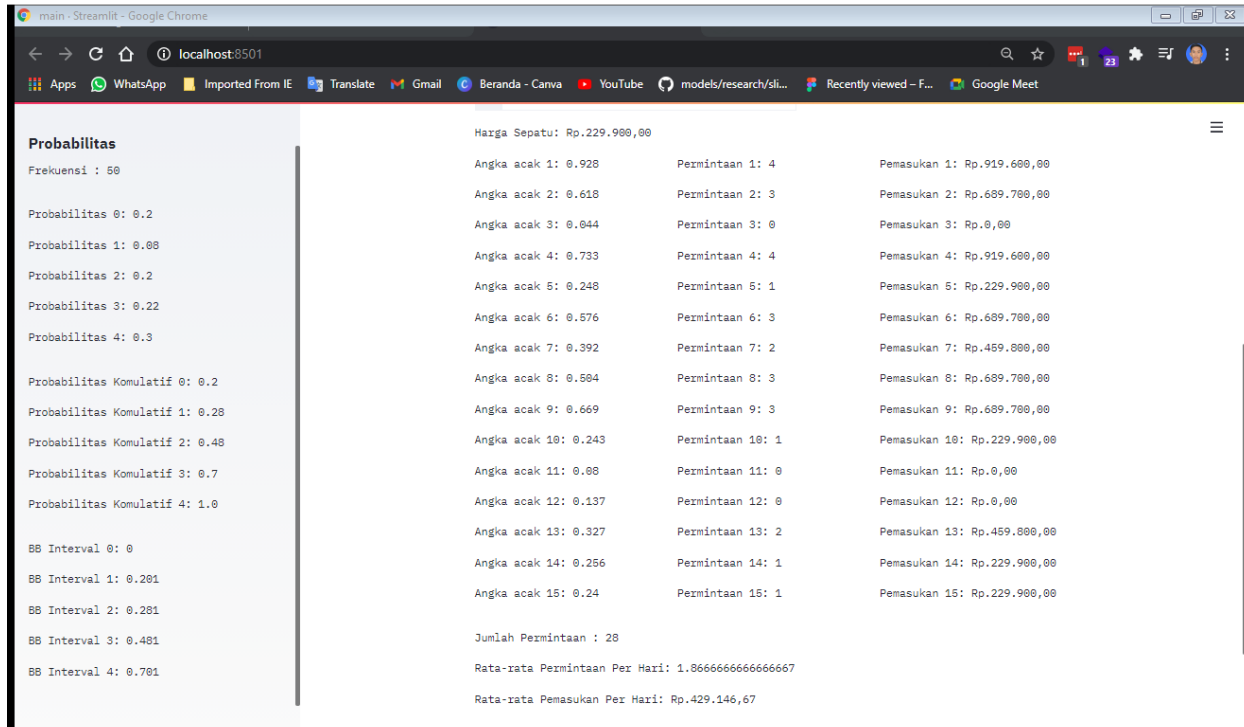 main - Streamlit - Google Chrome
localhost:8501
1
23
Apps WhatsApp Imported From IE Translate Gmail Beranda - Canva YouTube models/research/sli... Recently viewed – F... Google Meet
Probabilitas
Frekuensi : 50
Probabilitas 0: 0.2
Probabilitas 1: 0.08
Probabilitas 2: 0.2
Probabilitas 3: 0.22
Probabilitas 4: 0.3
Probabilitas Komulatif 0: 0.2
Probabilitas Komulatif 1: 0.28
Probabilitas Komulatif 2: 0.48
Probabilitas Komulatif 3: 0.7
Probabilitas Komulatif 4: 1.0
BB Interval 0: 0
BB Interval 1: 0.201
BB Interval 2: 0.281
BB Interval 3: 0.481
BB Interval 4: 0.701
Harga Sepatu: Rp.229.900,00
Angka acak 1: 0.928 Permintaan 1: 4 Pemasukan 1: Rp.919.600,00
Angka acak 2: 0.618 Permintaan 2: 3 Pemasukan 2: Rp.689.700,00
Angka acak 3: 0.044 Permintaan 3: 0 Pemasukan 3: Rp.0,00
Angka acak 4: 0.733 Permintaan 4: 4 Pemasukan 4: Rp.919.600,00
Angka acak 5: 0.248 Permintaan 5: 1 Pemasukan 5: Rp.229.900,00
Angka acak 6: 0.576 Permintaan 6: 3 Pemasukan 6: Rp.689.700,00
Angka acak 7: 0.392 Permintaan 7: 2 Pemasukan 7: Rp.459.800,00
Angka acak 8: 0.504 Permintaan 8: 3 Pemasukan 8: Rp.689.700,00
Angka acak 9: 0.669 Permintaan 9: 3 Pemasukan 9: Rp.689.700,00
Angka acak 10: 0.243 Permintaan 10: 1 Pemasukan 10: Rp.229.900,00
Angka acak 11: 0.08 Permintaan 11: 0 Pemasukan 11: Rp.0,00
Angka acak 12: 0.137 Permintaan 12: 0 Pemasukan 12: Rp.0,00
Angka acak 13: 0.327 Permintaan 13: 2 Pemasukan 13: Rp.459.800,00
Angka acak 14: 0.256 Permintaan 14: 1 Pemasukan 14: Rp.229.900,00
Angka acak 15: 0.24 Permintaan 15: 1 Pemasukan 15: Rp.229.900,00
Jumlah Permintaan : 28
Rata-rata Permintaan Per Hari: 1.8666666666666667
Rata-rata Pemasukan Per Hari: Rp.429.146,67